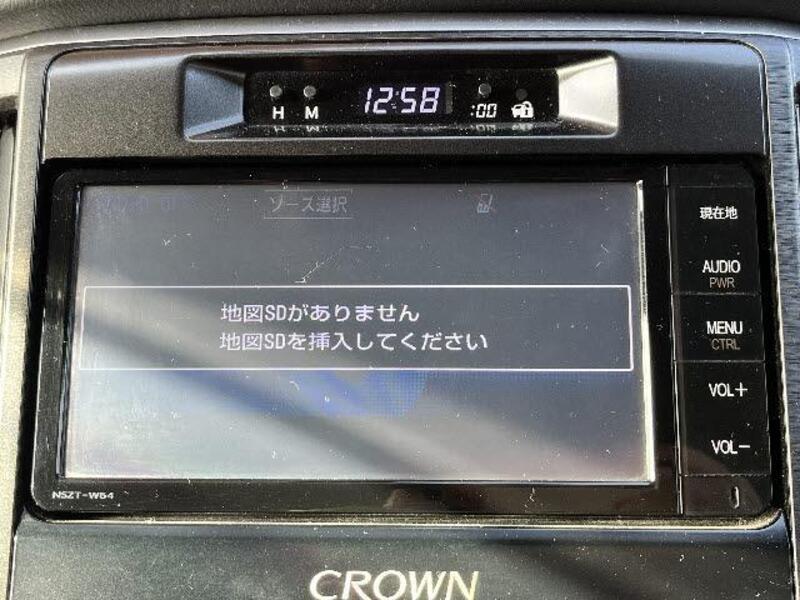 H M 12:58 :00
ソース選択
現在地
AUDIO
PWR
地図SDがありません
地図SDを挿入してください
MENU
CTRL
VOL+
VOL-
NSZT-W64
CROWN